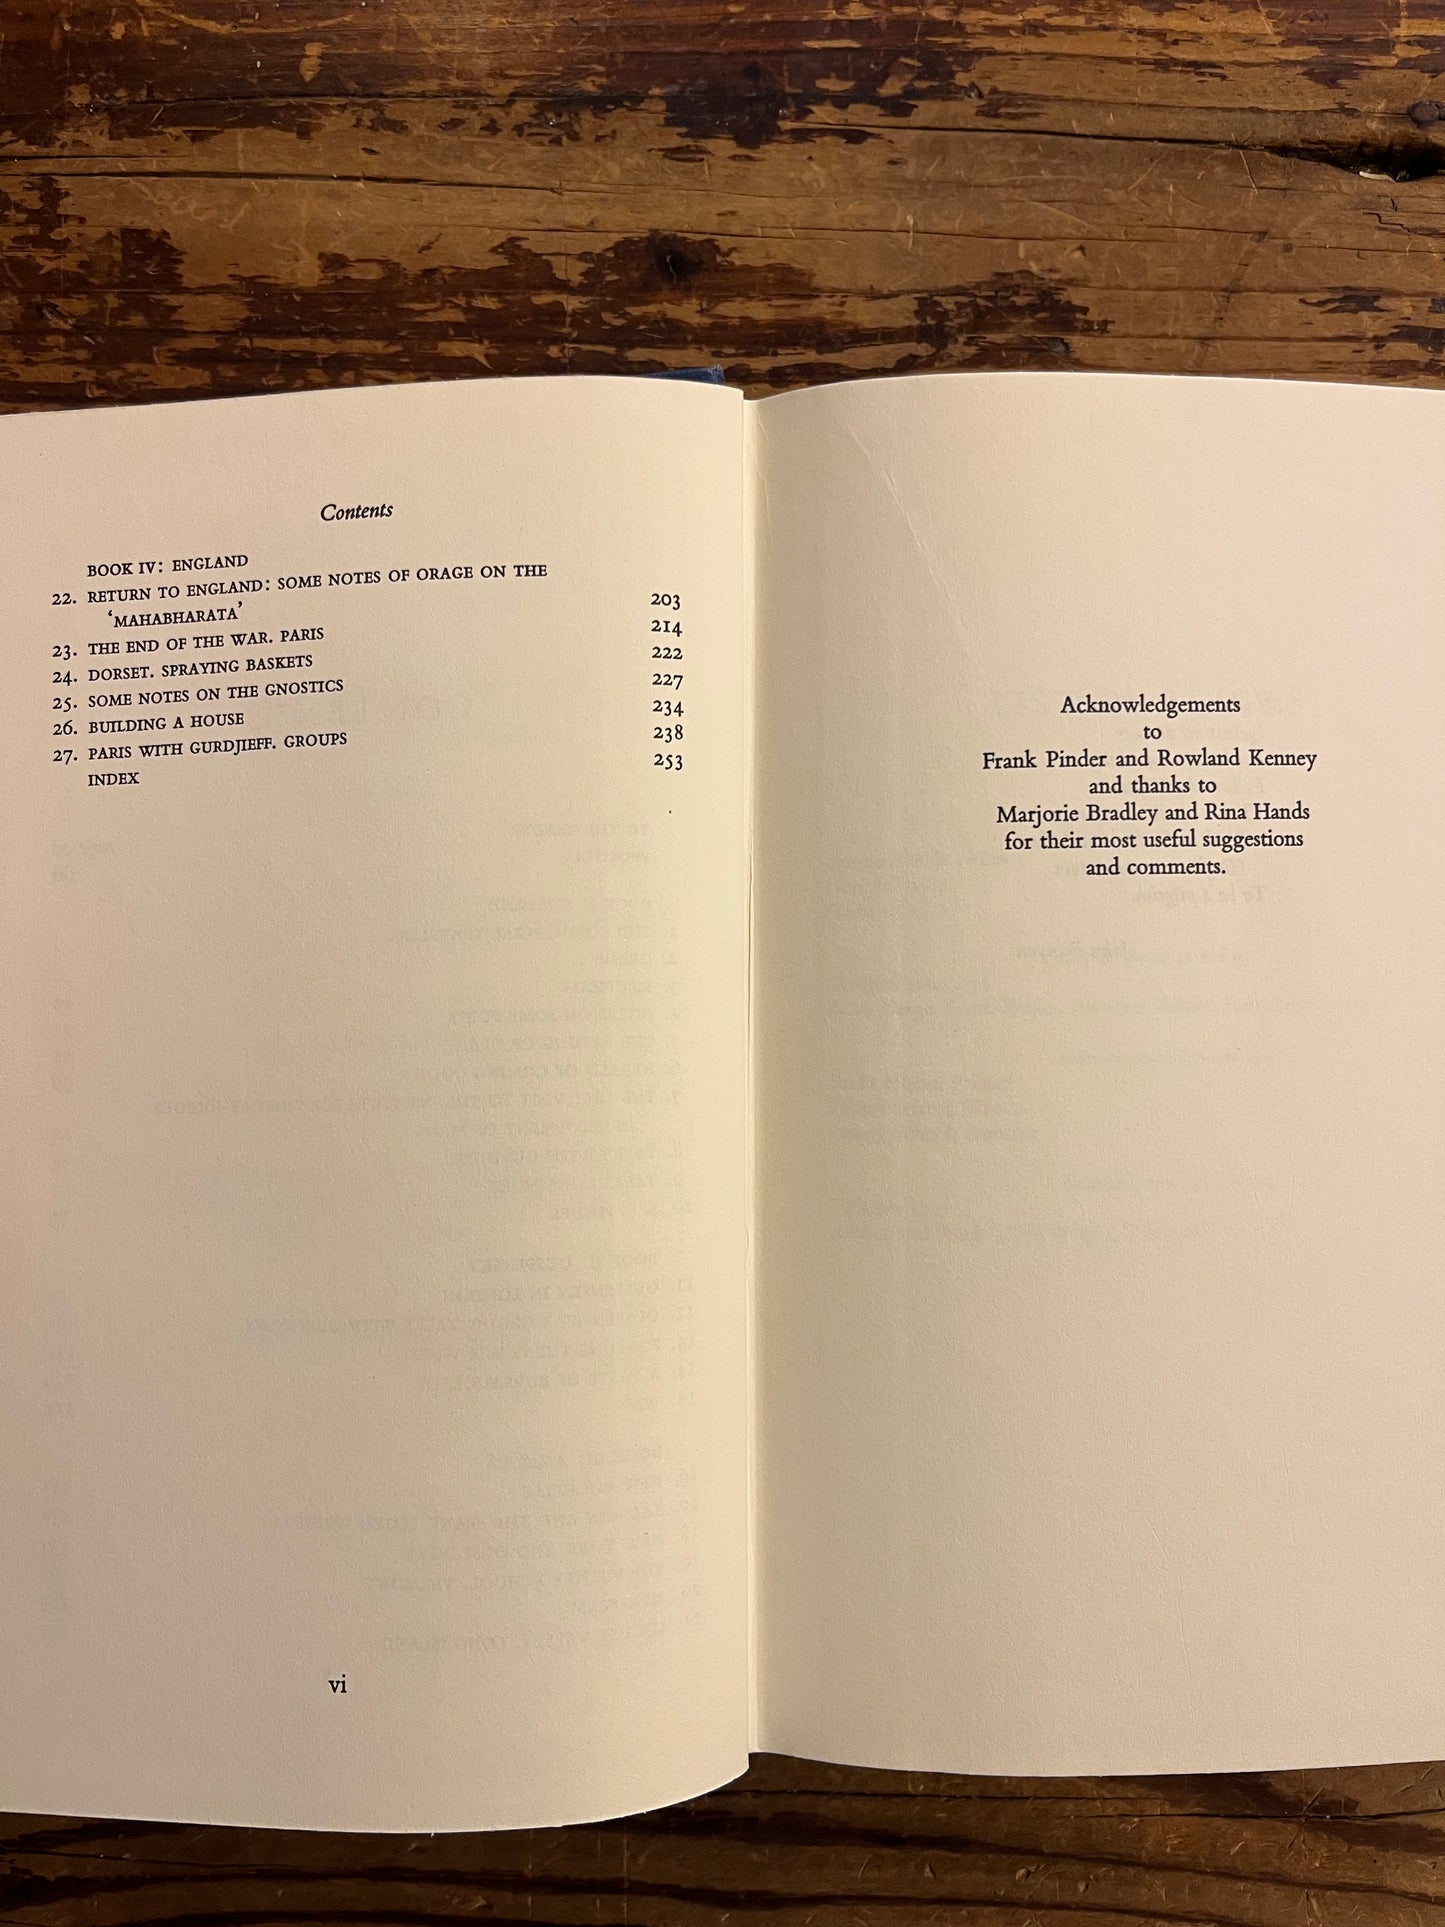 Contents
BOOK IV: ENGLAND
22. RETURN TO ENGLAND: SOME NOTES OF ORAGE ON THE
‘MAHABHARATA’ 203
23. THE END OF THE WAR. PARIS 214
24. DORSET. SPRAYING BASKETS 222
25. SOME NOTES ON THE GNOSTICS 227
26. BUILDING A HOUSE 234
27. PARIS WITH GURDJIEFF. GROUPS 238
INDEX 253
vi
Acknowledgements
to
Frank Pinder and Rowland Kenney
and thanks to
Marjorie Bradley and Rina Hands
for their most useful suggestions
and comments.